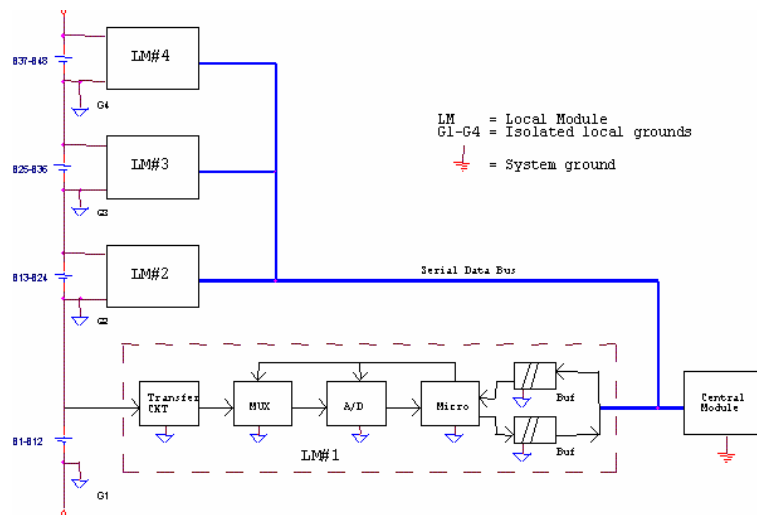 LM#4
B37-B48
G4
LM = Local Module
G1-G4 = Isolated local grounds
= System ground
LM#3
B25-B36
G3
LM#2
B13-B24
G2
Serial Data Bus
Transfer
CKT
MUX
A/D
Micro
Buf
Buf
LM#1
Central
Module
B1-B12
G1